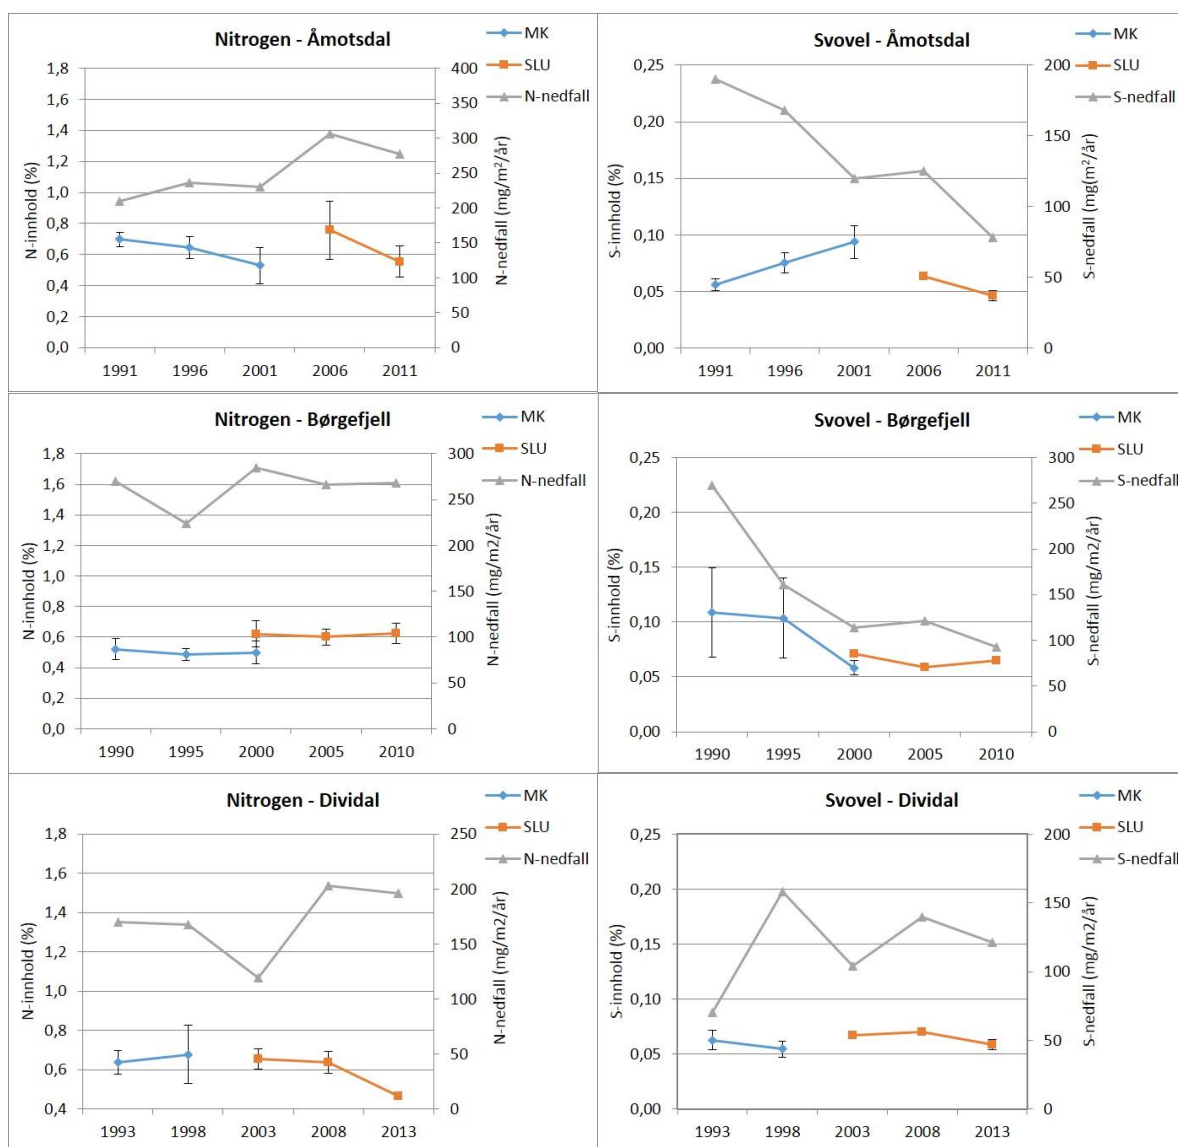 Nitrogen - Åmotsdal
MK
SLU
N-nedfall
N-innhold (%)
1,8
1,6
1,4
1,2
1,0
0,8
0,6
0,4
0,2
0,0
400
350
300
250
200
150
100
50
0
N-nedfall (mg/m²/år)
1991 1996 2001 2006 2011
Svovel - Åmotsdal
MK
SLU
S-nedfall
S-innhold (%)
0,25
0,20
0,15
0,10
0,05
0,00
200
150
100
50
0
S-nedfall (mg(m²/år)
1991 1996 2001 2006 2011
Nitrogen - Børgefjell
MK
SLU
N-nedfall
N-innhold (%)
1,8
1,6
1,4
1,2
1,0
0,8
0,6
0,4
0,2
0,0
300
250
200
150
100
50
0
N-nedfall (mg/m2/år)
1990 1995 2000 2005 2010
Svovel - Børgefjell
MK
SLU
S-nedfall
S-innhold (%)
0,25
0,20
0,15
0,10
0,05
0,00
300
250
200
150
100
50
0
S-nedfall (mg/m2/år)
1990 1995 2000 2005 2010
Nitrogen - Dividal
MK
SLU
N-nedfall
N-innhold (%)
1,8
1,6
1,4
1,2
1,0
0,8
0,6
0,4
250
200
150
100
50
0
N-nedfall (mg/m2/år)
1993 1998 2003 2008 2013
Svovel - Dividal
MK
SLU
S-nedfall
S-innhold (%)
0,25
0,20
0,15
0,10
0,05
0,00
200
150
100
50
0
S-nedfall (mg/m2/år)
1993 1998 2003 2008 2013